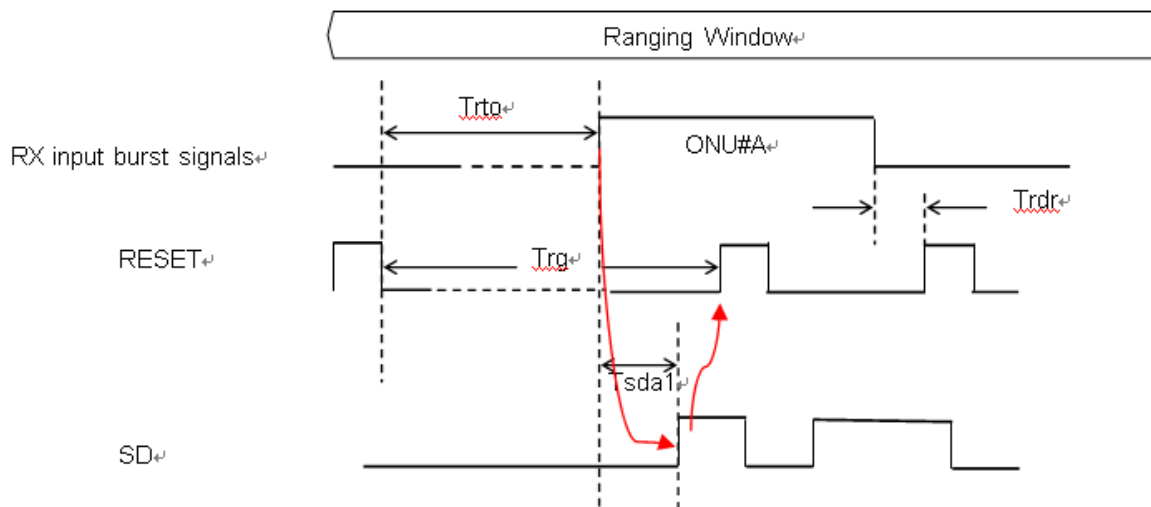 Ranging Window↵
Trto↵
RX input burst signals↵
ONU#A↵
Trdr↵
RESET↵
Trg↵
Tsda1↵
SD↵